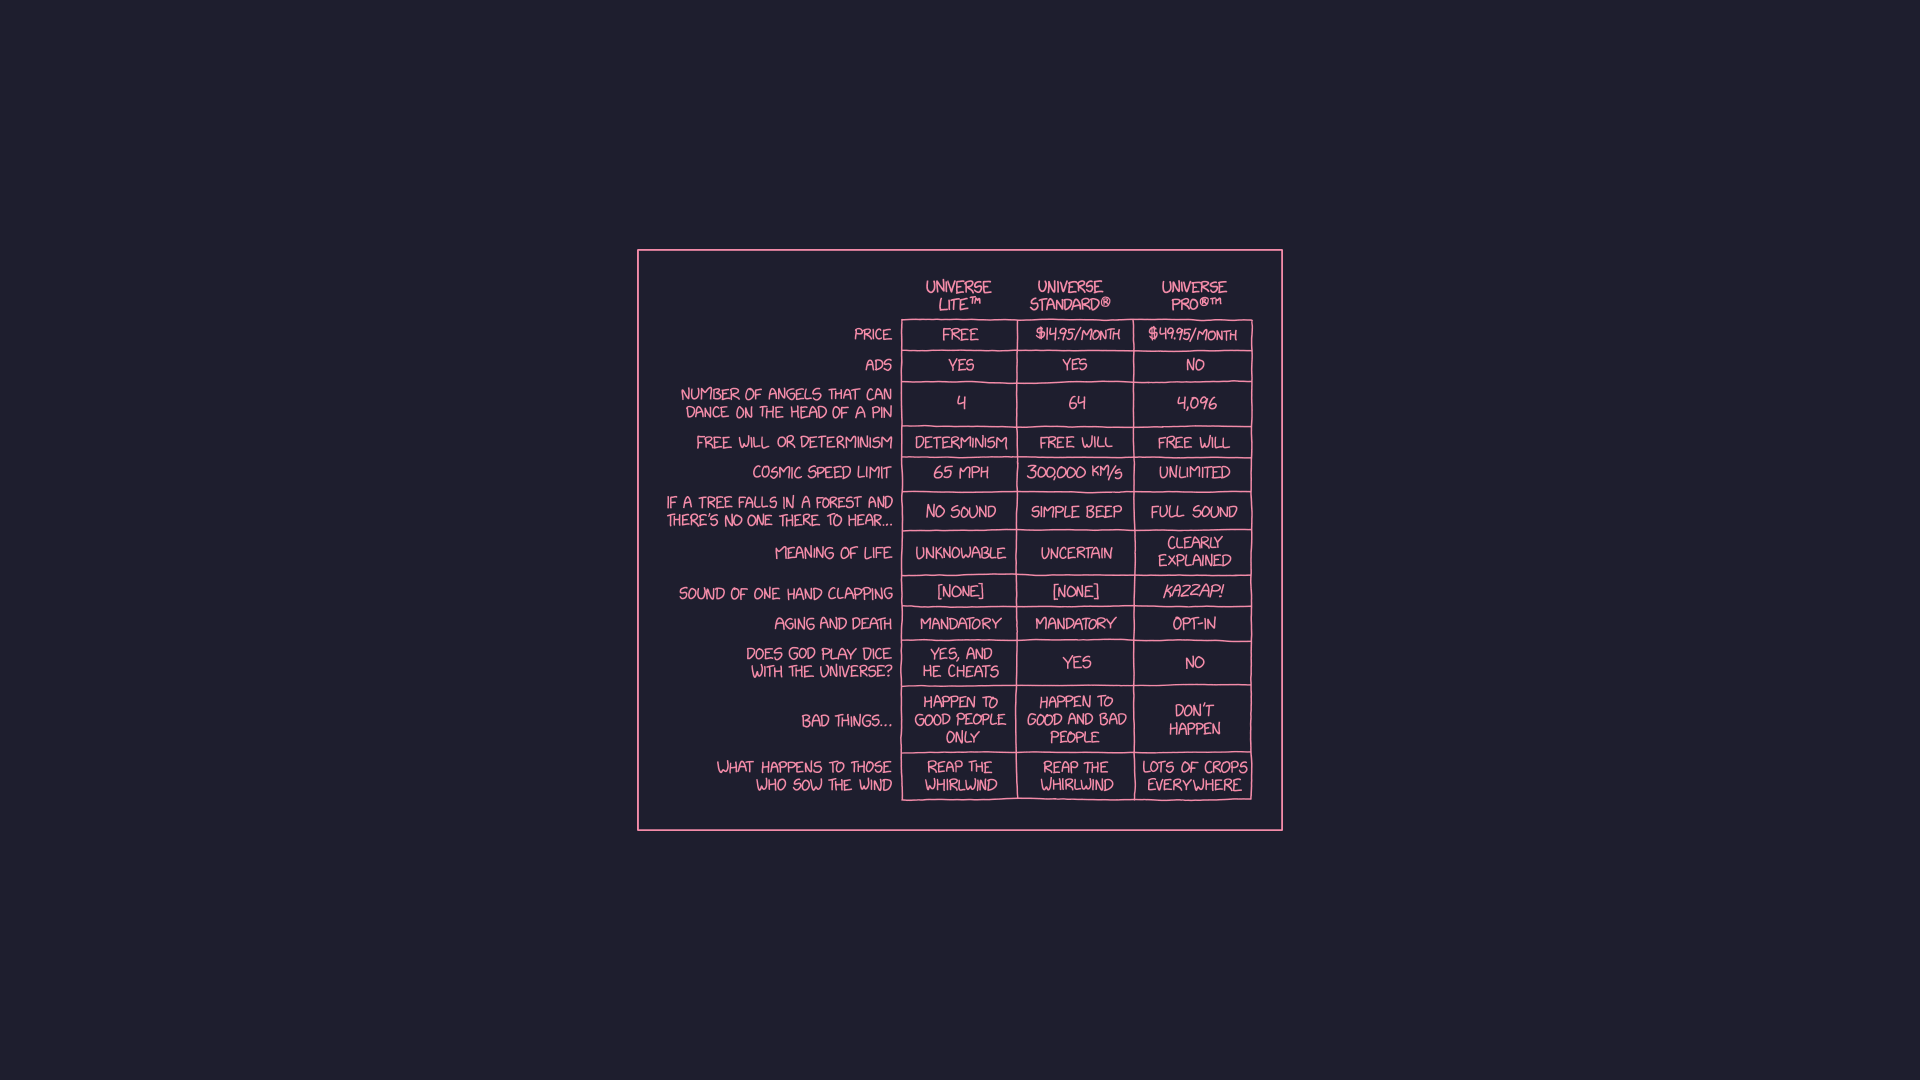 UNIVERSE LITE™ UNIVERSE STANDARD® UNIVERSE PRO®™
PRICE FREE $14.95/MONTH $49.95/MONTH
ADS YES YES NO
NUMBER OF ANGELS THAT CAN
DANCE ON THE HEAD OF A PIN 4 64 4,096
FREE WILL OR DETERMINISM DETERMINISM FREE WILL FREE WILL
COSMIC SPEED LIMIT 65 MPH 300,000 KM/S UNLIMITED
IF A TREE FALLS IN A FOREST AND
THERE'S NO ONE THERE TO HEAR... NO SOUND SIMPLE BEEP FULL SOUND
MEANING OF LIFE UNKNOWABLE UNCERTAIN CLEARLY EXPLAINED
SOUND OF ONE HAND CLAPPING [NONE] [NONE] KAZZAP!
AGING AND DEATH MANDATORY MANDATORY OPT-IN
DOES GOD PLAY DICE
WITH THE UNIVERSE? YES, AND HE CHEATS YES NO
BAD THINGS... HAPPEN TO GOOD PEOPLE ONLY HAPPEN TO GOOD AND BAD PEOPLE DON'T HAPPEN
WHAT HAPPENS TO THOSE
WHO SOW THE WIND REAP THE WHIRLWIND REAP THE WHIRLWIND LOTS OF CROPS EVERYWHERE